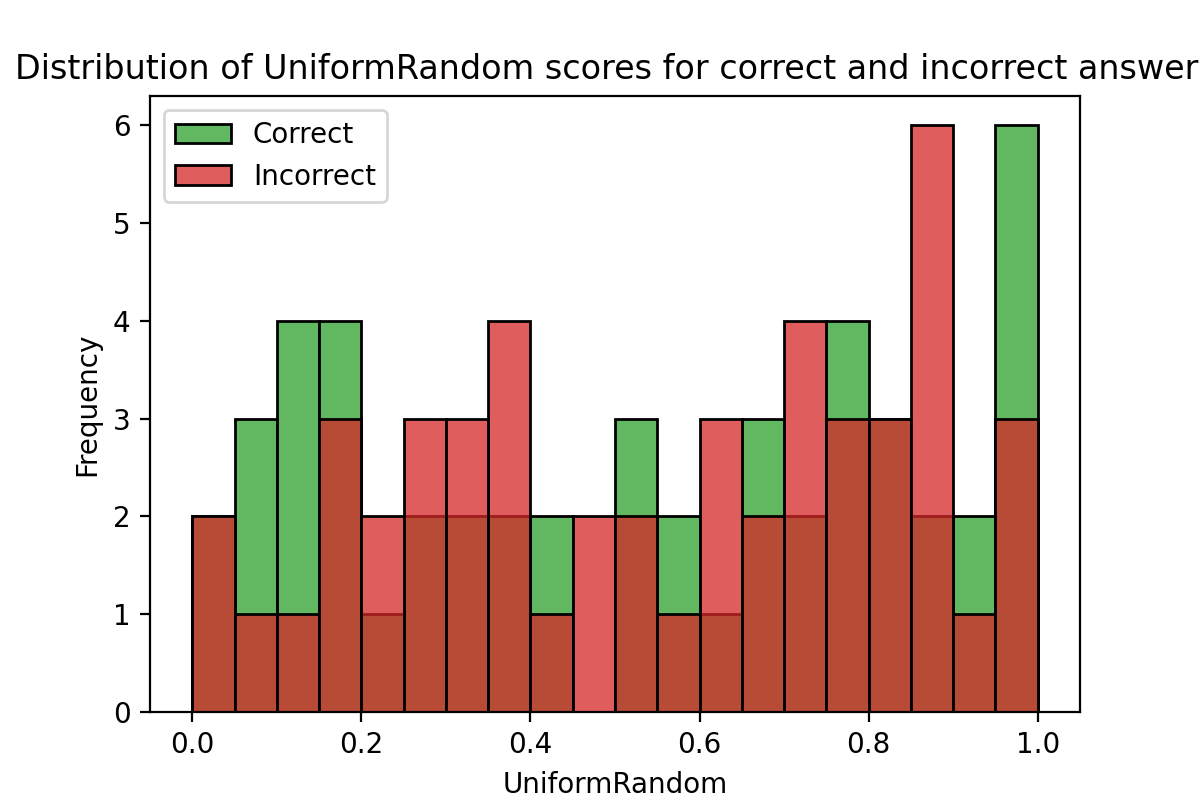 Distribution of UniformRandom scores for correct and incorrect answer
Correct
Incorrect
6
5
4
3
2
1
0
Frequency
0.0 0.2 0.4 0.6 0.8 1.0
UniformRandom